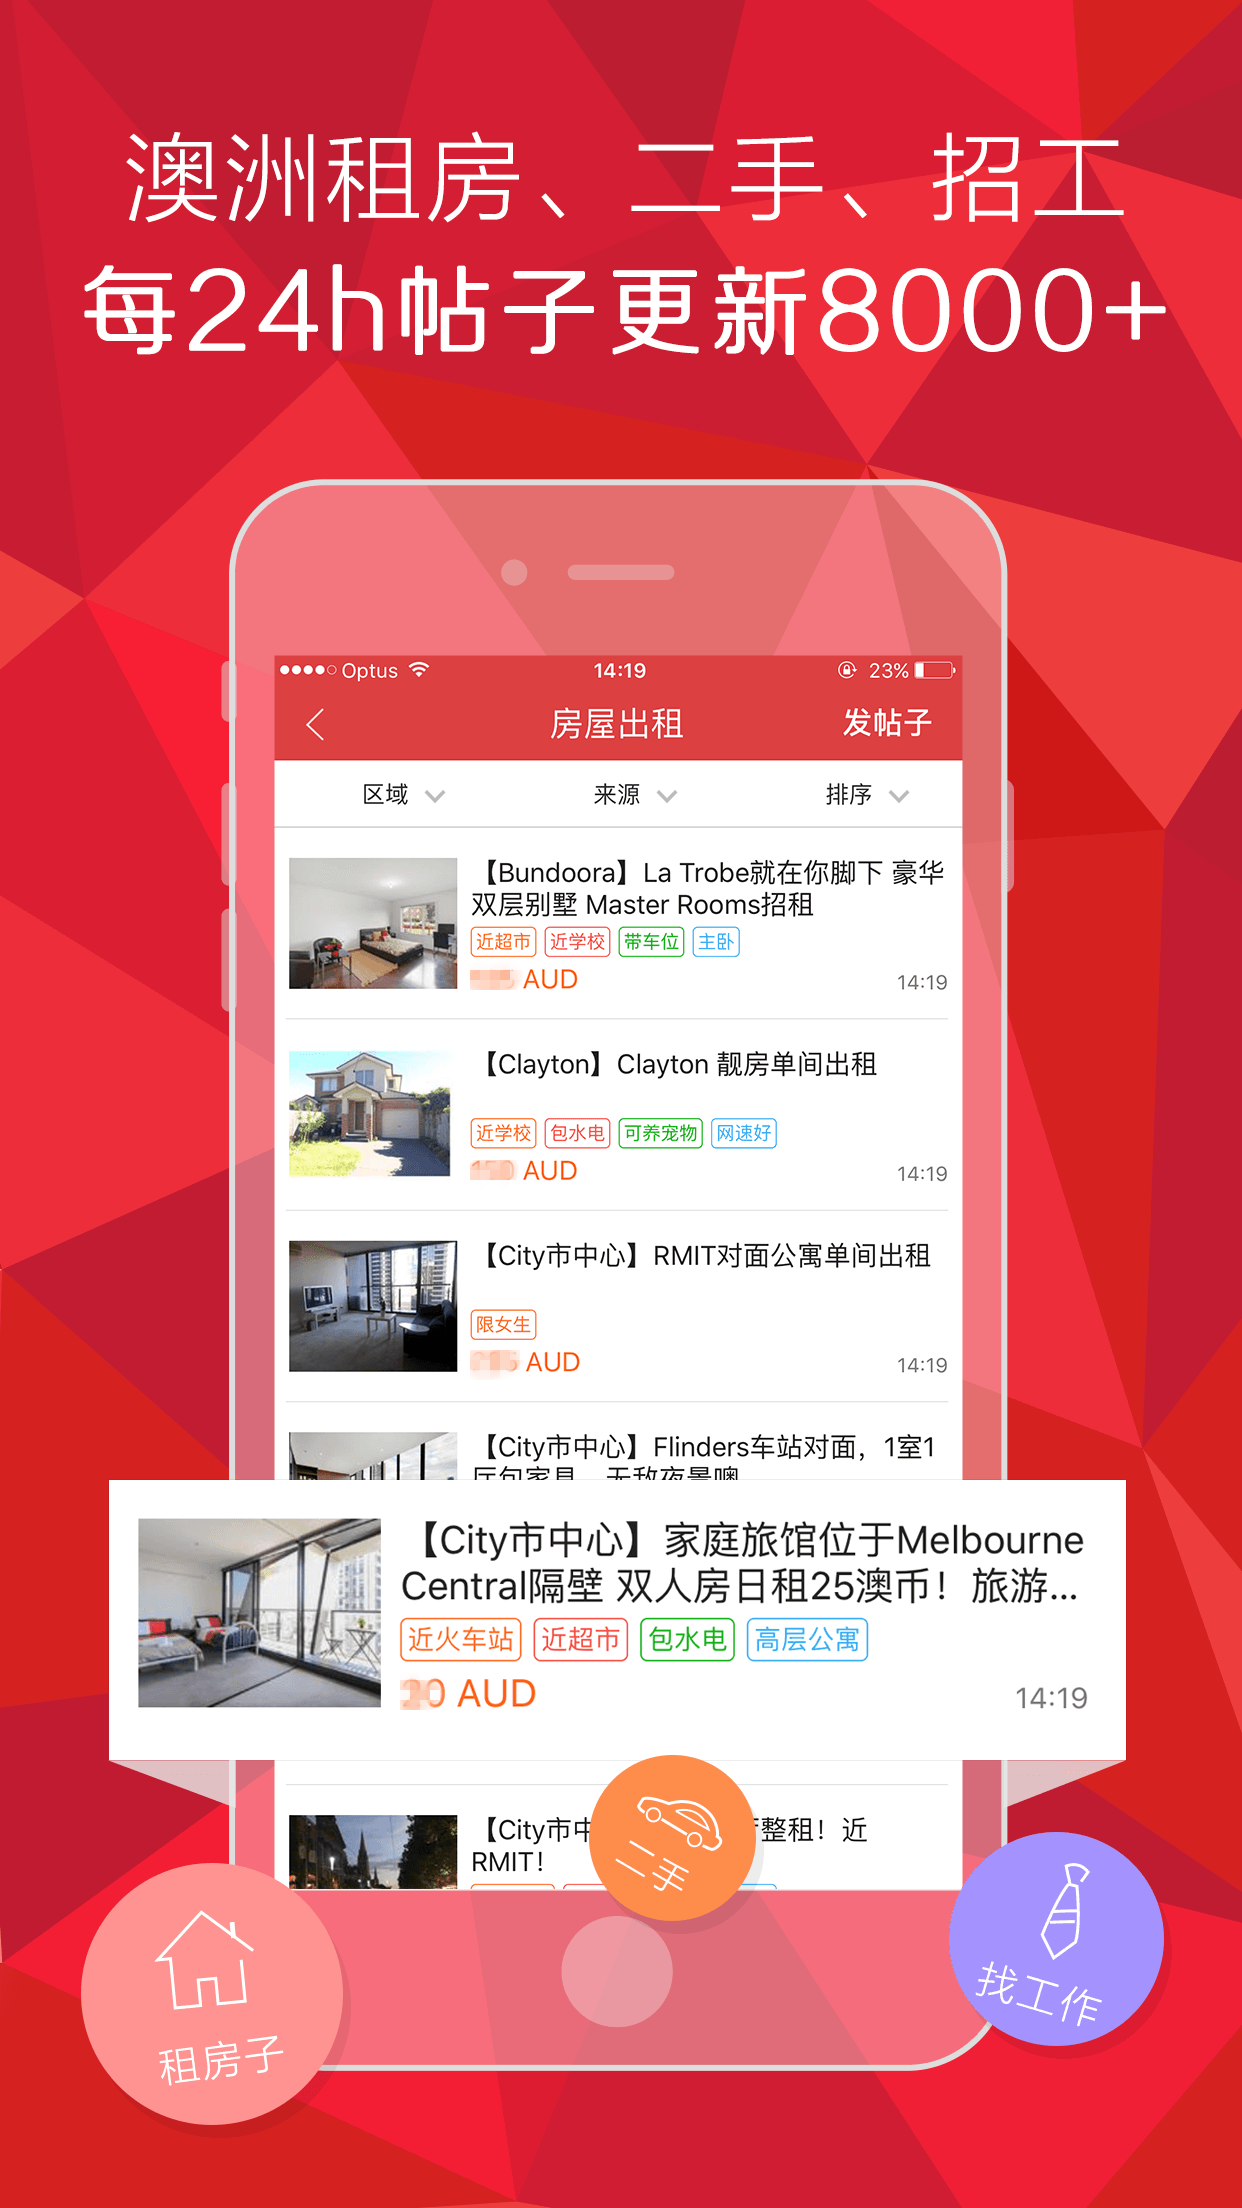 澳洲租房、二手、招工
每24h帖子更新8000+
Optus 14:19 23%
房屋出租 发帖子
区域 来源 排序
【Bundoora】La Trobe就在你脚下 豪华
双层别墅 Master Rooms招租
近超市 近学校 带车位 主卧
AUD 14:19
【Clayton】Clayton 靓房单间出租
近学校 包水电 可养宠物 网速好
AUD 14:19
【City市中心】RMIT对面公寓单间出租
限女生
AUD 14:19
【City市中心】Flinders车站对面，1室1
厅包家具，无敌夜景噢
【City市中心】家庭旅馆位于Melbourne
Central隔壁 双人房日租25澳币！旅游...
近火车站 近超市 包水电 高层公寓
AUD 14:19
【City市中 整租！近
RMIT！
二手
租房子
找工作